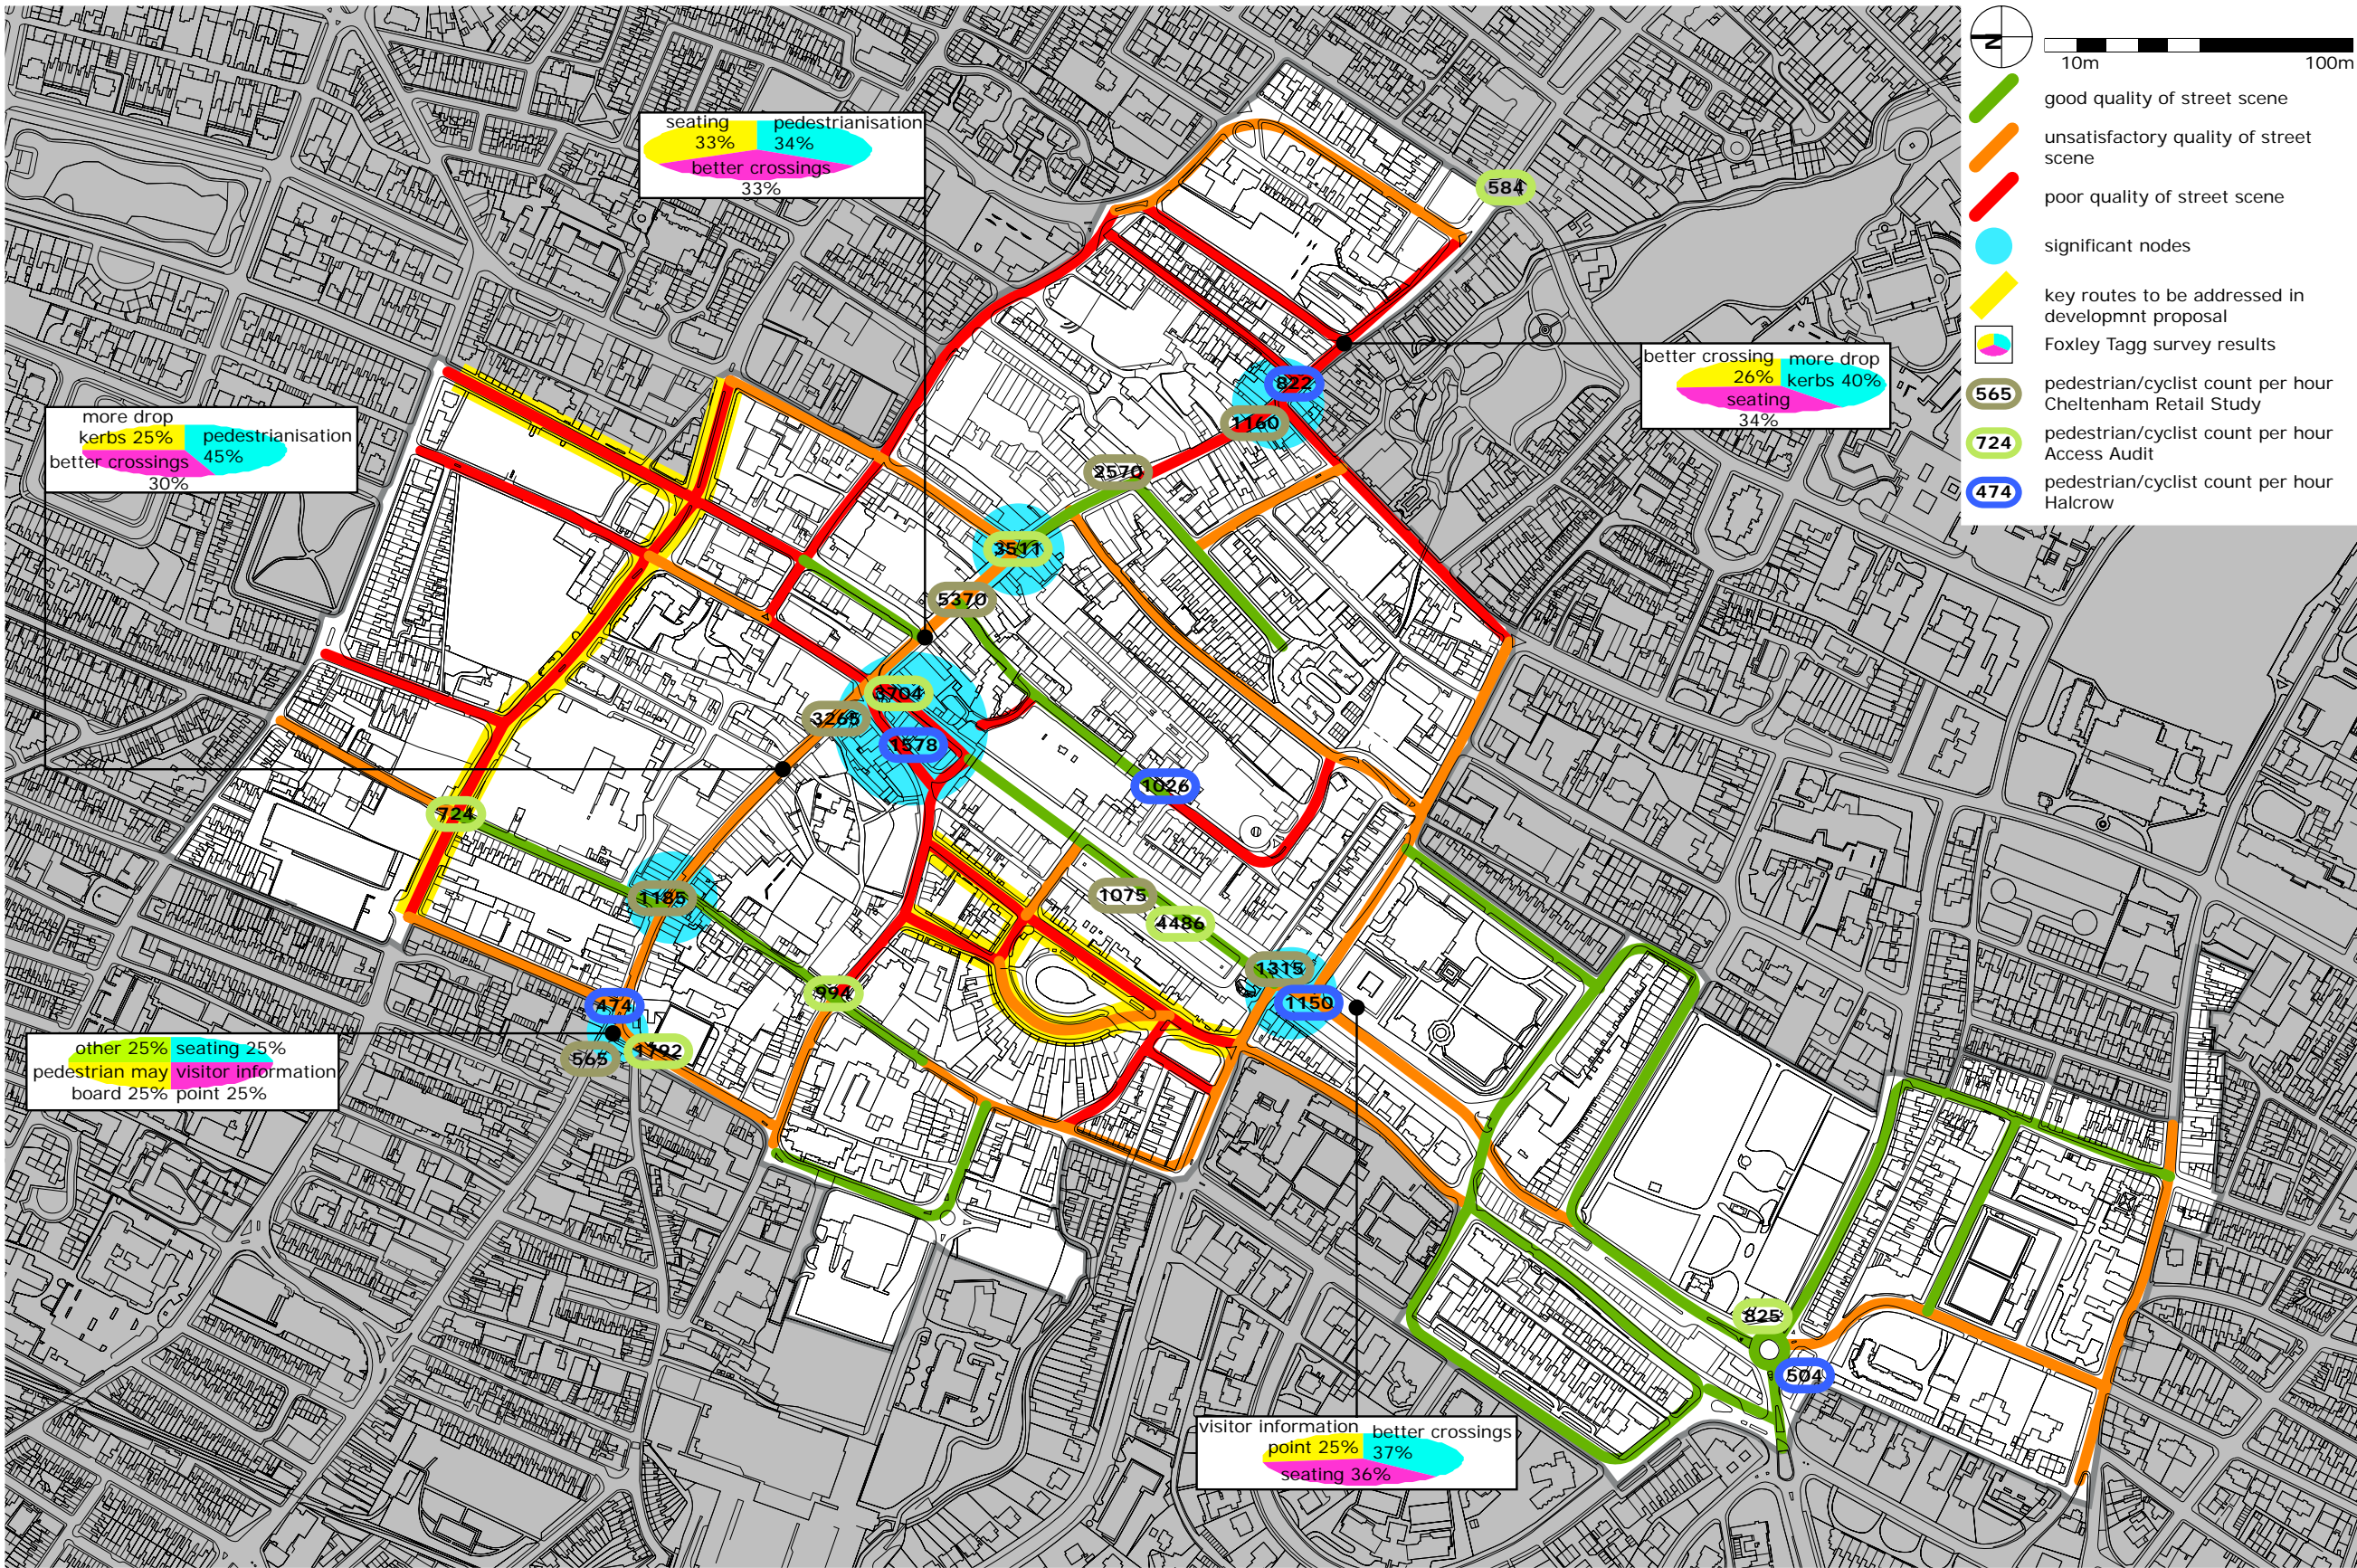 N
10m 100m
good quality of street scene
unsatisfactory quality of street
scene
poor quality of street scene
significant nodes
key routes to be addressed in
developmnt proposal
Foxley Tagg survey results
565
pedestrian/cyclist count per hour
Cheltenham Retail Study
724
pedestrian/cyclist count per hour
Access Audit
474
pedestrian/cyclist count per hour
Halcrow
seating
33%
pedestrianisation
34%
better crossings
33%
584
better crossing
26%
more drop
kerbs 40%
seating
34%
822
1160
2570
more drop
kerbs 25%
pedestrianisation
45%
better crossings
30%
3511
5370
3704
3265
1578
1026
724
1185
1075
4486
1315
1150
994
474
565
1792
other 25%
seating 25%
pedestrian may
board 25%
visitor information
point 25%
825
504
visitor information
point 25%
better crossings
37%
seating 36%